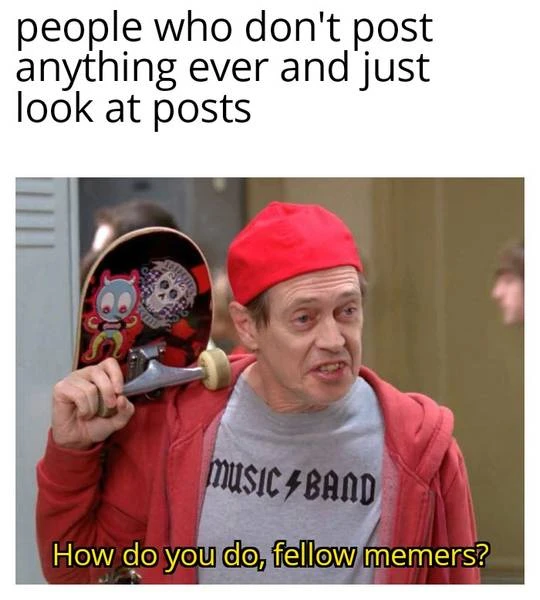 people who don't post
anything ever and just
look at posts
MUSIC⚡BAND
How do you do, fellow memers?